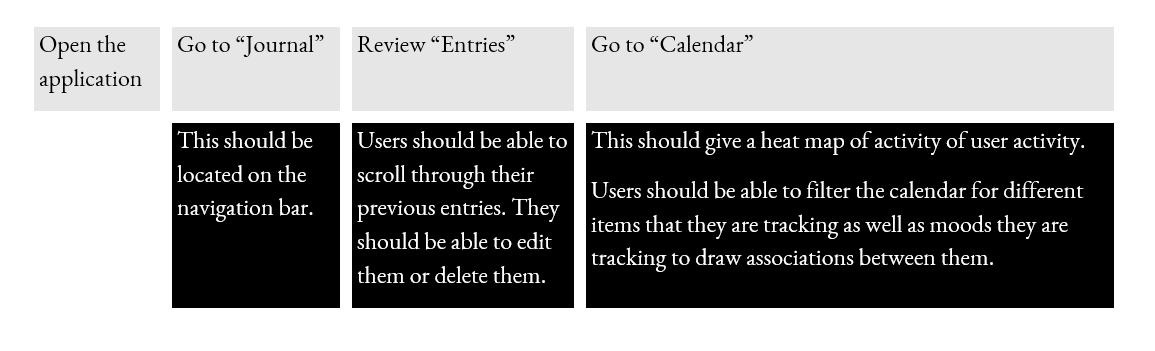 Open the
application
Go to “Journal”
Review “Entries”
Go to “Calendar”
This should be
located on the
navigation bar.
Users should be able to
scroll through their
previous entries. They
should be able to edit
them or delete them.
This should give a heat map of activity of user activity.
Users should be able to filter the calendar for different
items that they are tracking as well as moods they are
tracking to draw associations between them.